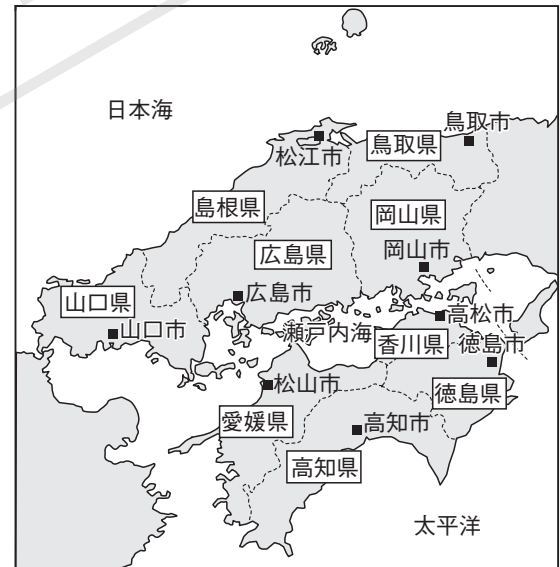 日本海
鳥取市
松江市
鳥取県
島根県
岡山県
広島県
岡山市
広島市
山口県
高松市
山口市
瀬戸内海
香川県
徳島市
松山市
徳島県
愛媛県
高知市
高知県
太平洋